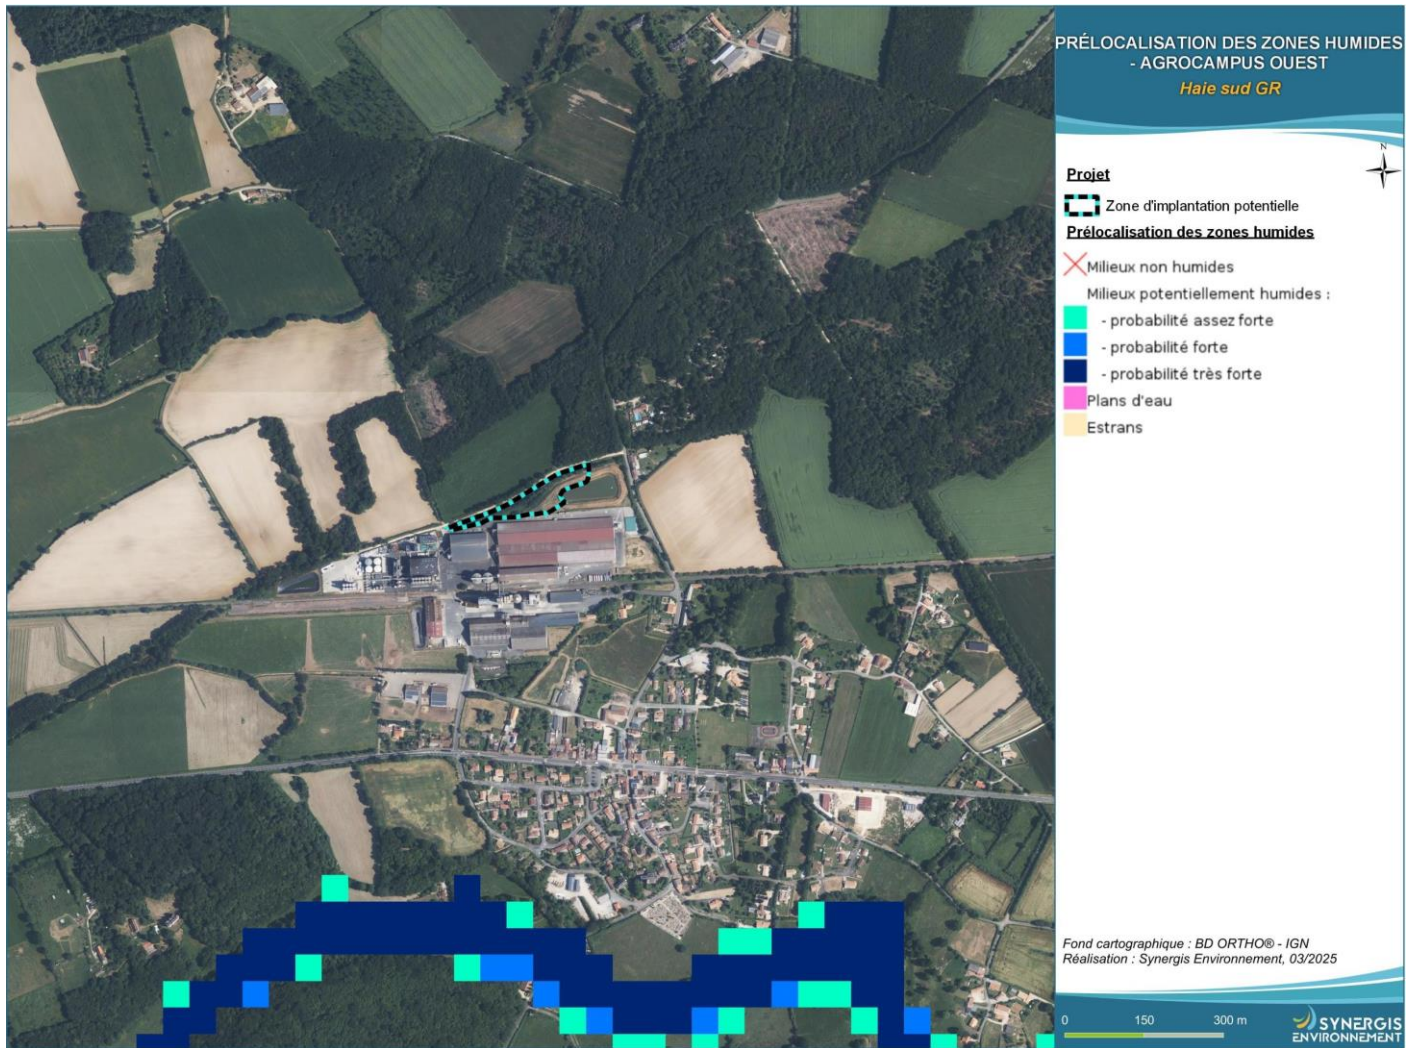 PRÉLOCALISATION DES ZONES HUMIDES
- AGROCAMPUS OUEST
Haie sud GR
N
Projet
Zone d'implantation potentielle
Prélocalisation des zones humides
Milieux non humides
Milieux potentiellement humides :
- probabilité assez forte
- probabilité forte
- probabilité très forte
Plans d'eau
Estrans
Fond cartographique : BD ORTHO® - IGN
Réalisation : Synergis Environnement, 03/2025
0 150 300 m
SYNERGIS
ENVIRONNEMENT